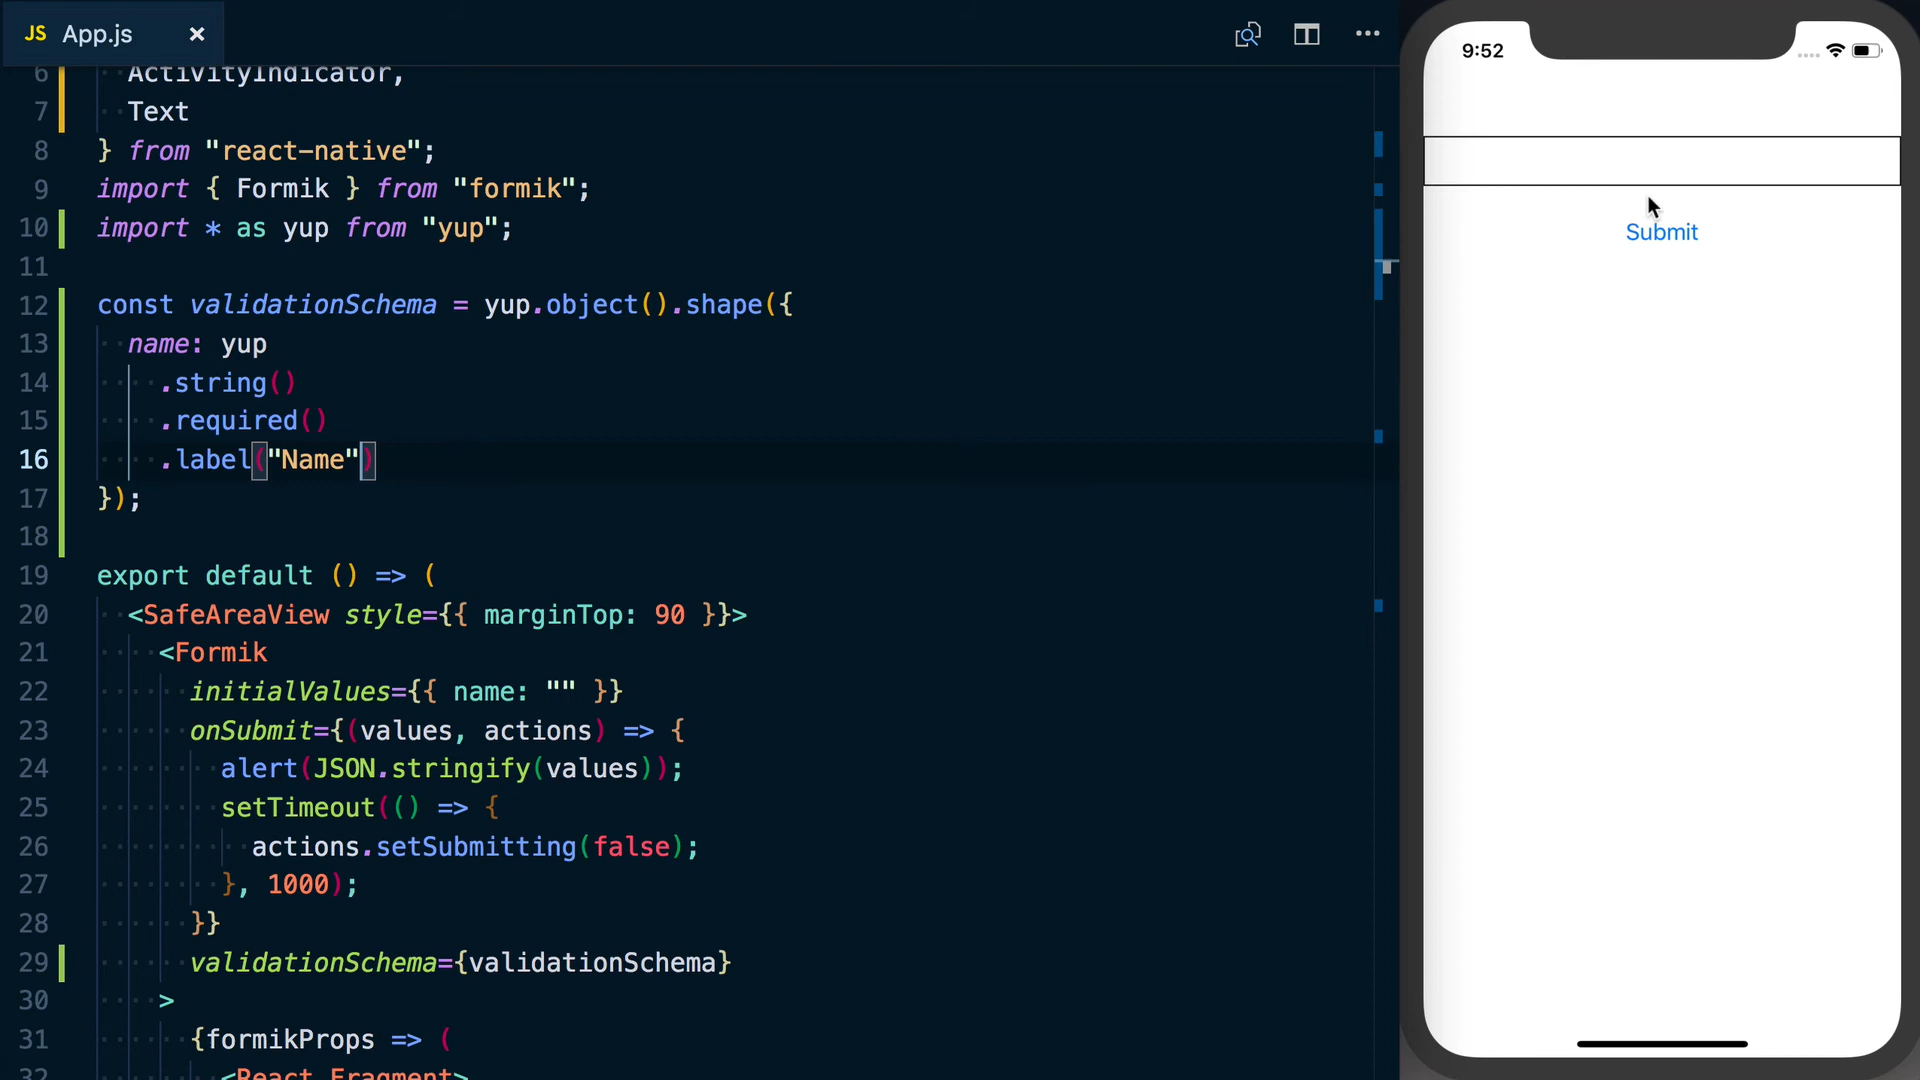 JS App.js ×
6 ActivityIndicator,
7 Text
8 } from "react-native";
9 import { Formik } from "formik";
10 import * as yup from "yup";
11
12 const validationSchema = yup.object().shape({
13 name: yup
14 .string()
15 .required()
16 .label("Name")
17 });
18
19 export default () => (
20 <SafeAreaView style={{ marginTop: 90 }}>
21 <Formik
22 initialValues={{ name: "" }}
23 onSubmit={(values, actions) => {
24 alert(JSON.stringify(values));
25 setTimeout(() => {
26 actions.setSubmitting(false);
27 }, 1000);
28 }}
29 validationSchema={validationSchema}
30 >
31 {formikProps => (
32 <React.Fragment>
9:52
Submit